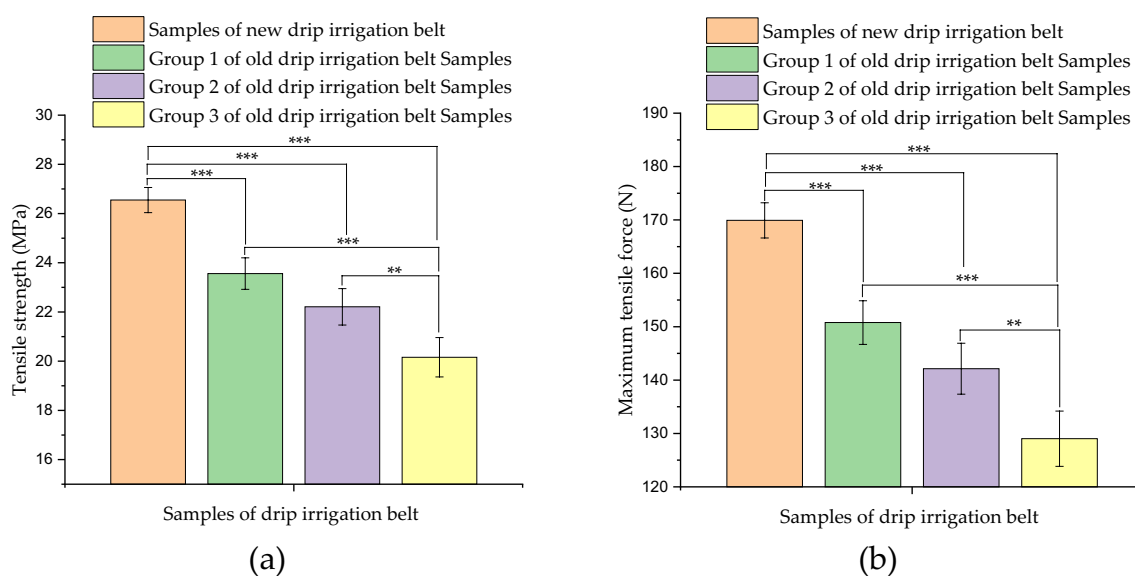 Samples of new drip irrigation belt
Group 1 of old drip irrigation belt Samples
Group 2 of old drip irrigation belt Samples
Group 3 of old drip irrigation belt Samples
30
28
26
24
22
20
18
16
Tensile strength (MPa)
***
***
***
***
**
Samples of drip irrigation belt
(a)
Samples of new drip irrigation belt
Group 1 of old drip irrigation belt Samples
Group 2 of old drip irrigation belt Samples
Group 3 of old drip irrigation belt Samples
190
180
170
160
150
140
130
120
Maximum tensile force (N)
***
***
***
***
**
Samples of drip irrigation belt
(b)